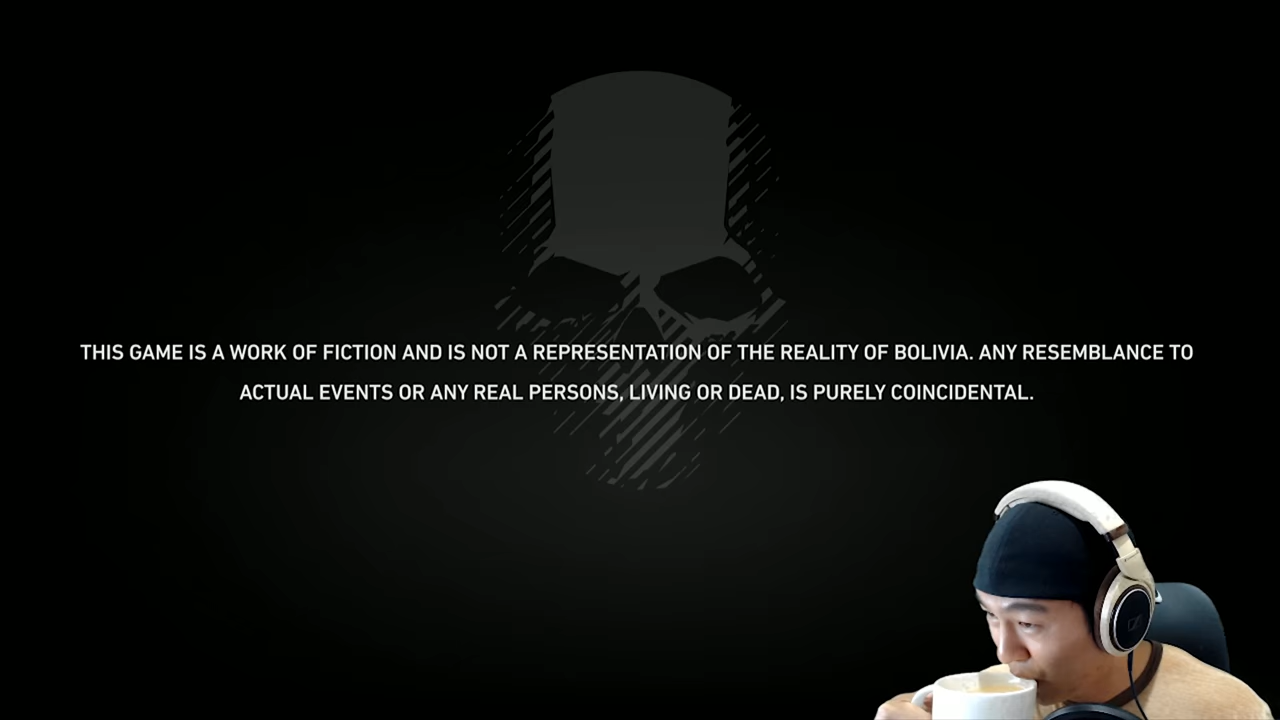 THIS GAME IS A WORK OF FICTION AND IS NOT A REPRESENTATION OF THE REALITY OF BOLIVIA. ANY RESEMBLANCE TO
ACTUAL EVENTS OR ANY REAL PERSONS, LIVING OR DEAD, IS PURELY COINCIDENTAL.